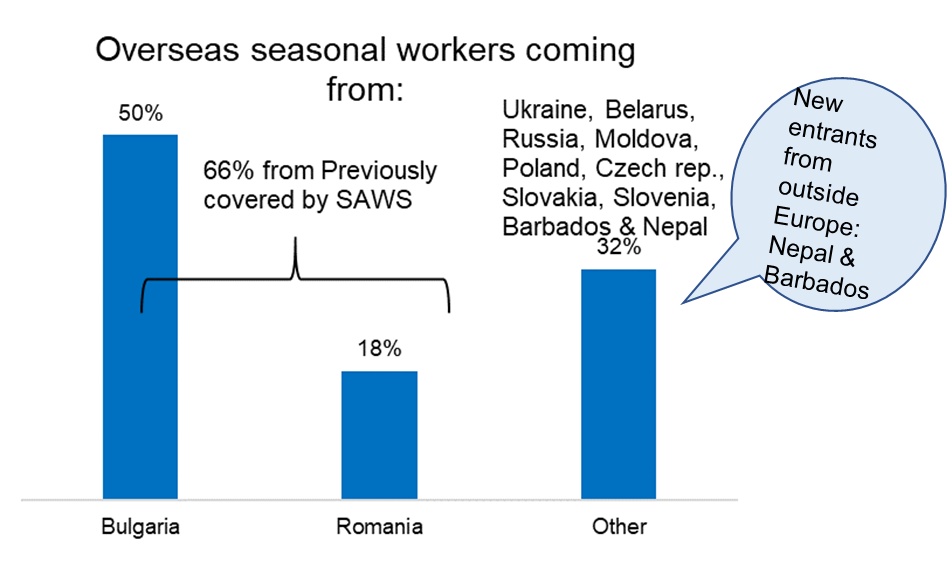 Overseas seasonal workers coming
from:
50%
66% from Previously
covered by SAWS
Ukraine, Belarus,
Russia, Moldova,
Poland, Czech rep.,
Slovakia, Slovenia,
Barbados & Nepal
32%
New
entrants
from
outside
Europe:
Nepal &
Barbados
18%
Bulgaria
Romania
Other